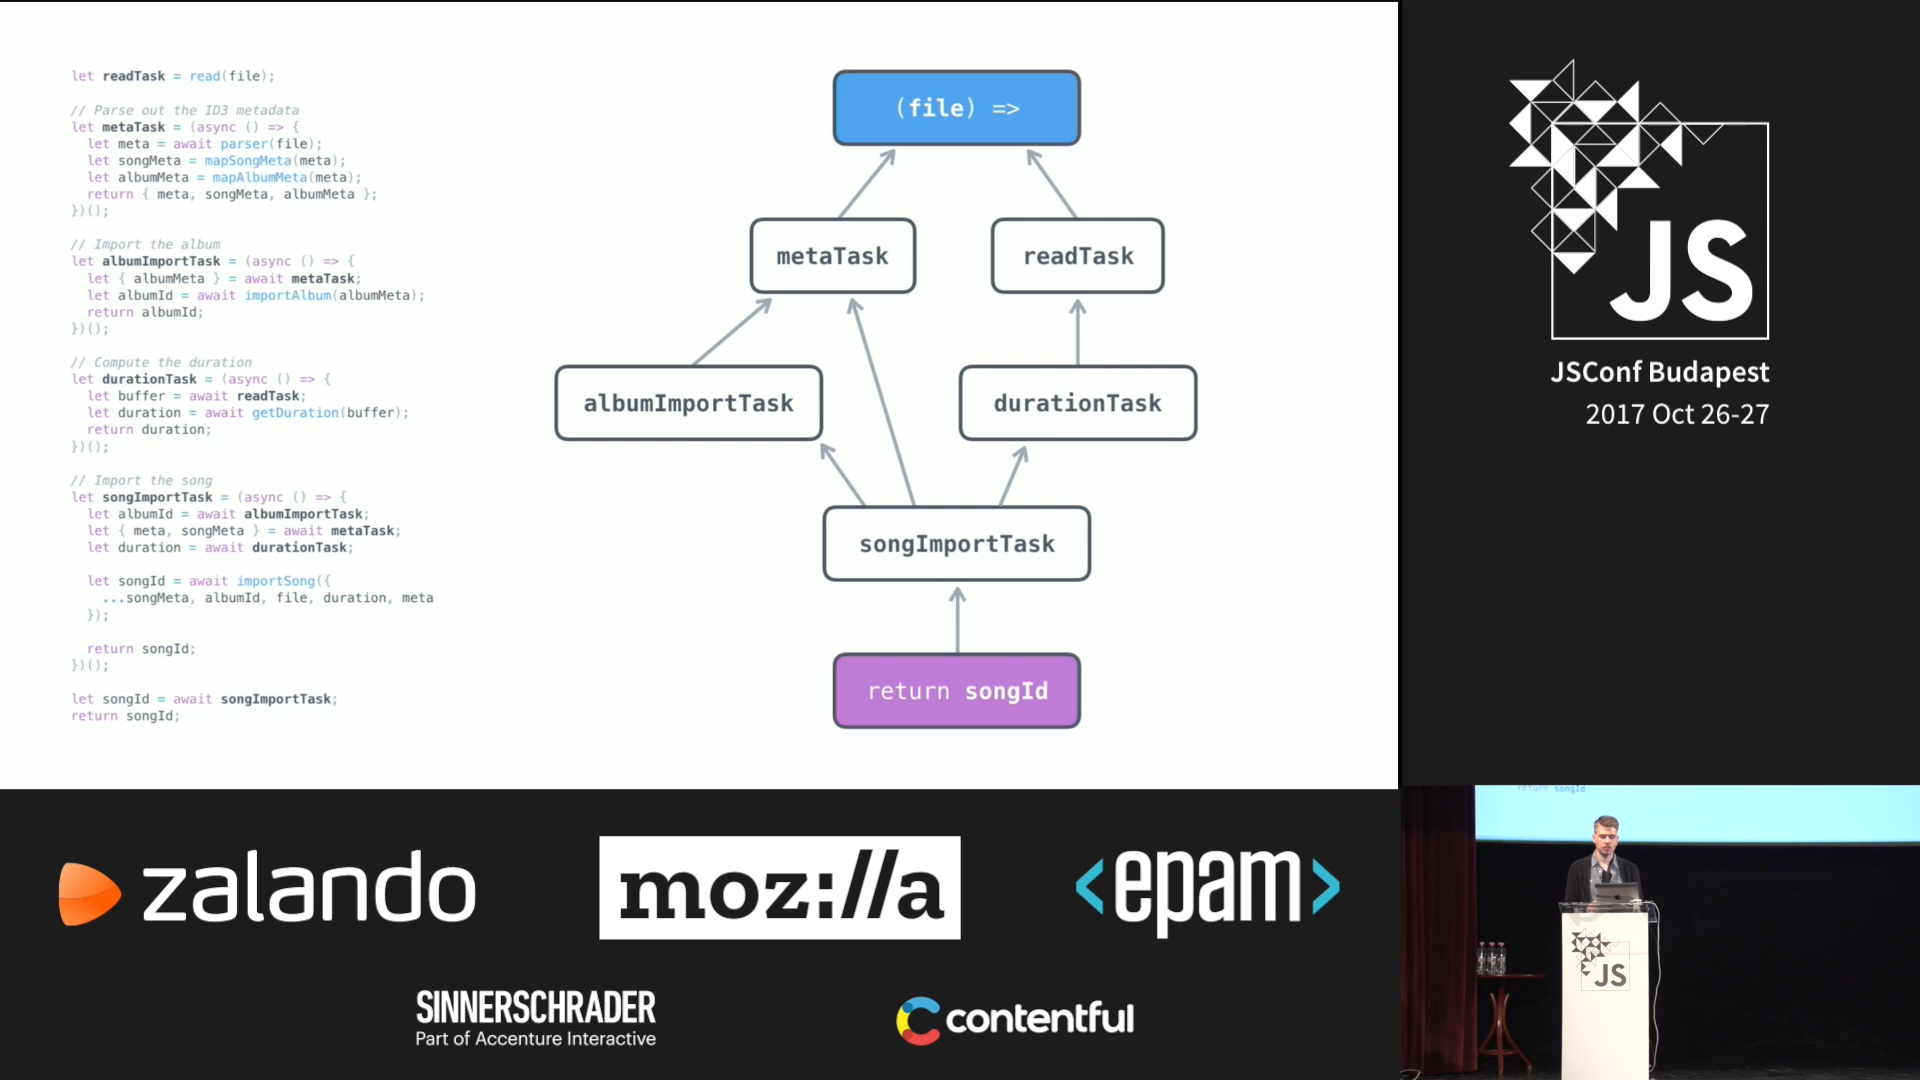 let readTask = read(file);
// Parse out the ID3 metadata
let metaTask = (async () => {
let meta = await parser(file);
let songMeta = mapSongMeta(meta);
let albumMeta = mapAlbumMeta(meta);
return { meta, songMeta, albumMeta };
})();
// Import the album
let albumImportTask = (async () => {
let { albumMeta } = await metaTask;
let albumId = await importAlbum(albumMeta);
return albumId;
})();
// Compute the duration
let durationTask = (async () => {
let buffer = await readTask;
let duration = await getDuration(buffer);
return duration;
})();
// Import the song
let songImportTask = (async () => {
let albumId = await albumImportTask;
let { meta, songMeta } = await metaTask;
let duration = await durationTask;
let songId = await importSong({
...songMeta, albumId, file, duration, meta
});
return songId;
})();
let songId = await songImportTask;
return songId;
(file) =>
metaTask
readTask
albumImportTask
durationTask
songImportTask
return songId
JS
JSConf Budapest
2017 Oct 26-27
return songId;
JS
zalando
moz://a
<epam>
SINNERSCHRADER
Part of Accenture Interactive
contentful